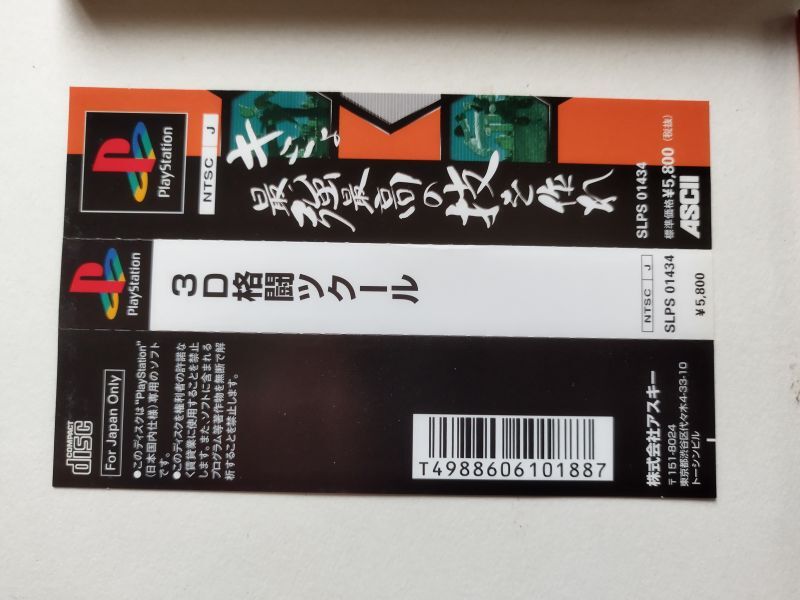 PlayStation
NTSC J
キミよ
最強最高の技を作れ
SLPS 01434
標準価格¥5,800（税抜）
ASCII
PlayStation
3D格闘ツクール
NTSC J
SLPS 01434
¥5,800
COMPACT
disc
For Japan Only
●このディスクは"PlayStation"
(日本国内仕様)専用のソフト
です。
●このディスクを権利者の許諾な
く賃貸業に使用することを禁止
します。また、ソフトに含まれる
プログラム等著作物を無断で解
析することを禁止します。
T4988606101887
株式会社アスキー
〒151-8024
東京都渋谷区代々木4-33-10
トーシンビル